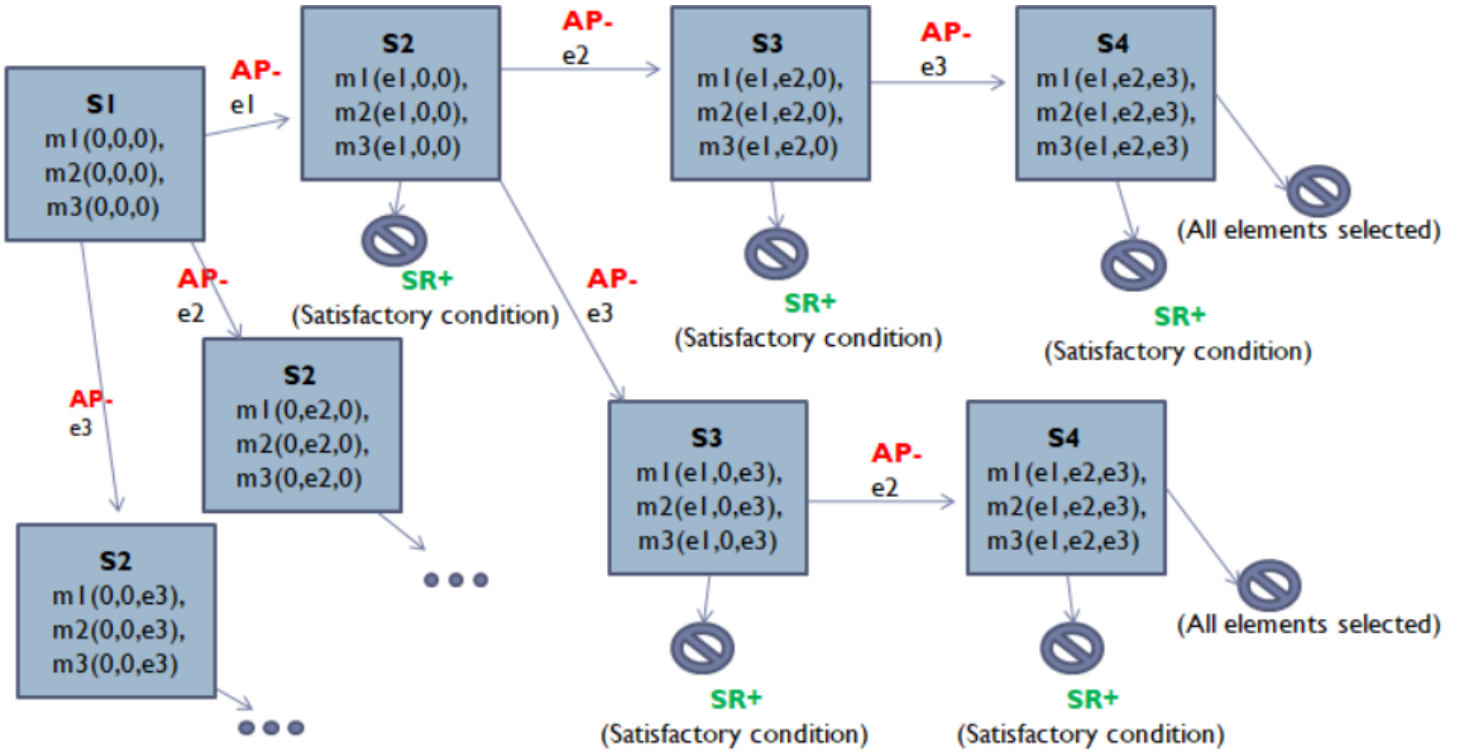 S1
m1(0,0,0),
m2(0,0,0),
m3(0,0,0)
AP-
e1
S2
m1(e1,0,0),
m2(e1,0,0),
m3(e1,0,0)
AP-
e2
S3
m1(e1,e2,0),
m2(e1,e2,0),
m3(e1,e2,0)
AP-
e3
S4
m1(e1,e2,e3),
m2(e1,e2,e3),
m3(e1,e2,e3)
(All elements selected)
SR+
(Satisfactory condition)
SR+
(Satisfactory condition)
SR+
(Satisfactory condition)
AP-
e2
AP-
e3
AP-
e3
S2
m1(0,e2,0),
m2(0,e2,0),
m3(0,e2,0)
S2
m1(0,0,e3),
m2(0,0,e3),
m3(0,0,e3)
S3
m1(e1,0,e3),
m2(e1,0,e3),
m3(e1,0,e3)
AP-
e2
S4
m1(e1,e2,e3),
m2(e1,e2,e3),
m3(e1,e2,e3)
(All elements selected)
SR+
(Satisfactory condition)
SR+
(Satisfactory condition)